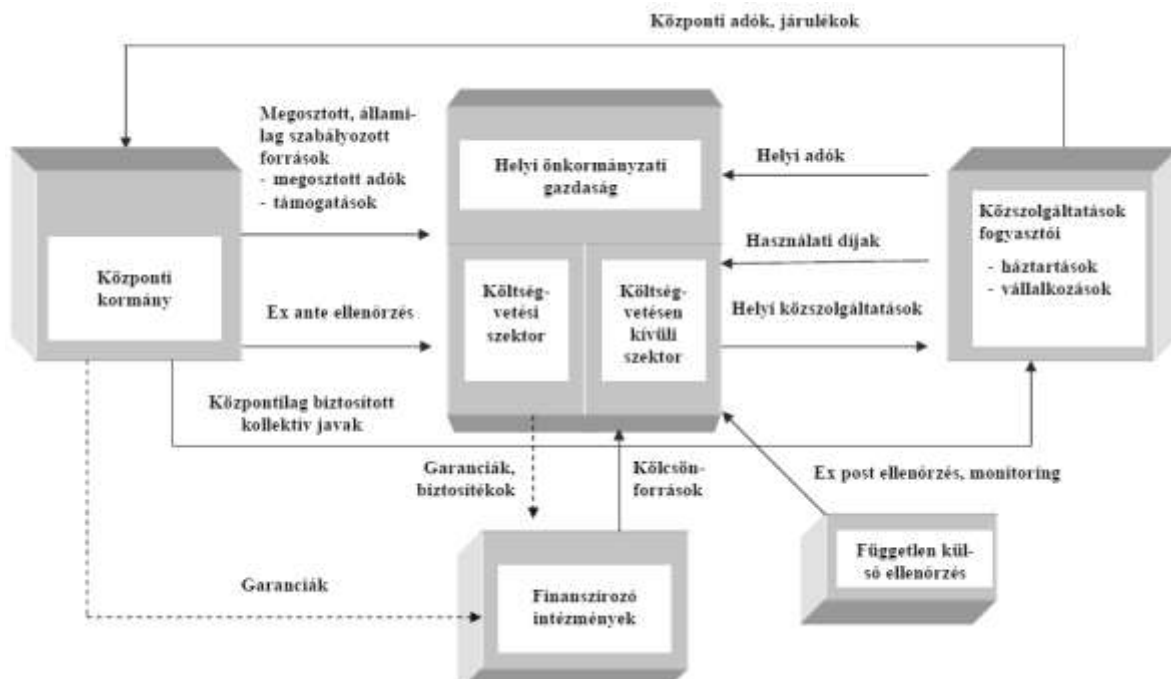 Központi adók, járulékok
Megosztott, állami-
lag szabályozott
források
- megosztott adók
- támogatások
Helyi önkormányzati
gazdaság
Helyi adók
Közszolgáltatások
fogyasztói
- háztartások
- vállalkozások
Használati díjak
Központi
kormány
Költség-
vetési
szektor
Költség-
vetésen
kívüli
szektor
Ex ante ellenőrzés
Helyi közszolgáltatások
Központilag biztosított
kollektív javak
Garanciák,
biztosítékok
Kölcsön-
források
Ex post ellenőrzés, monitoring
Független kül-
ső ellenőrzés
Garanciák
Finanszírozó
intézmények